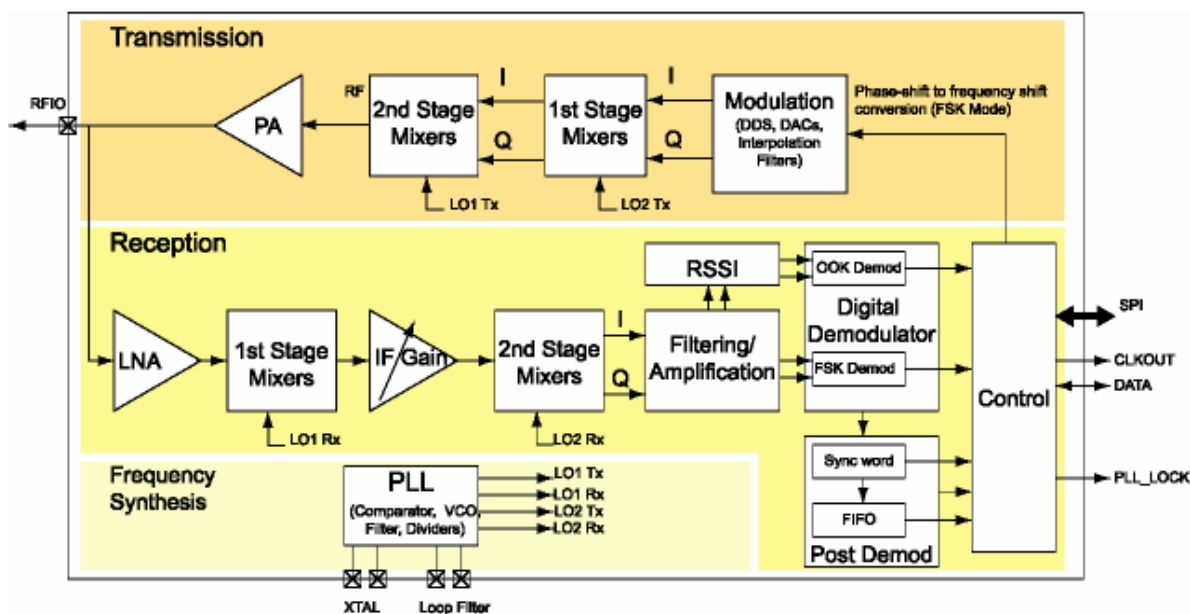 Transmission
RFIO
PA
RF
2nd Stage
Mixers
LO1 Tx
I
Q
1st Stage
Mixers
LO2 Tx
I
Q
Modulation
(DDS, DACs,
Interpolation
Filters)
Phase-shift to frequency shift
conversion (FSK Mode)
Reception
LNA
1st Stage
Mixers
LO1 Rx
IF Gain
2nd Stage
Mixers
LO2 Rx
I
Q
RSSI
Filtering/
Amplification
OOK Demod
Digital
Demodulator
FSK Demod
Sync word
FIFO
Post Demod
Control
SPI
CLKOUT
DATA
PLL_LOCK
Frequency
Synthesis
PLL
(Comparator, VCO,
Filter, Dividers)
LO1 Tx
LO1 Rx
LO2 Tx
LO2 Rx
XTAL
Loop Filter